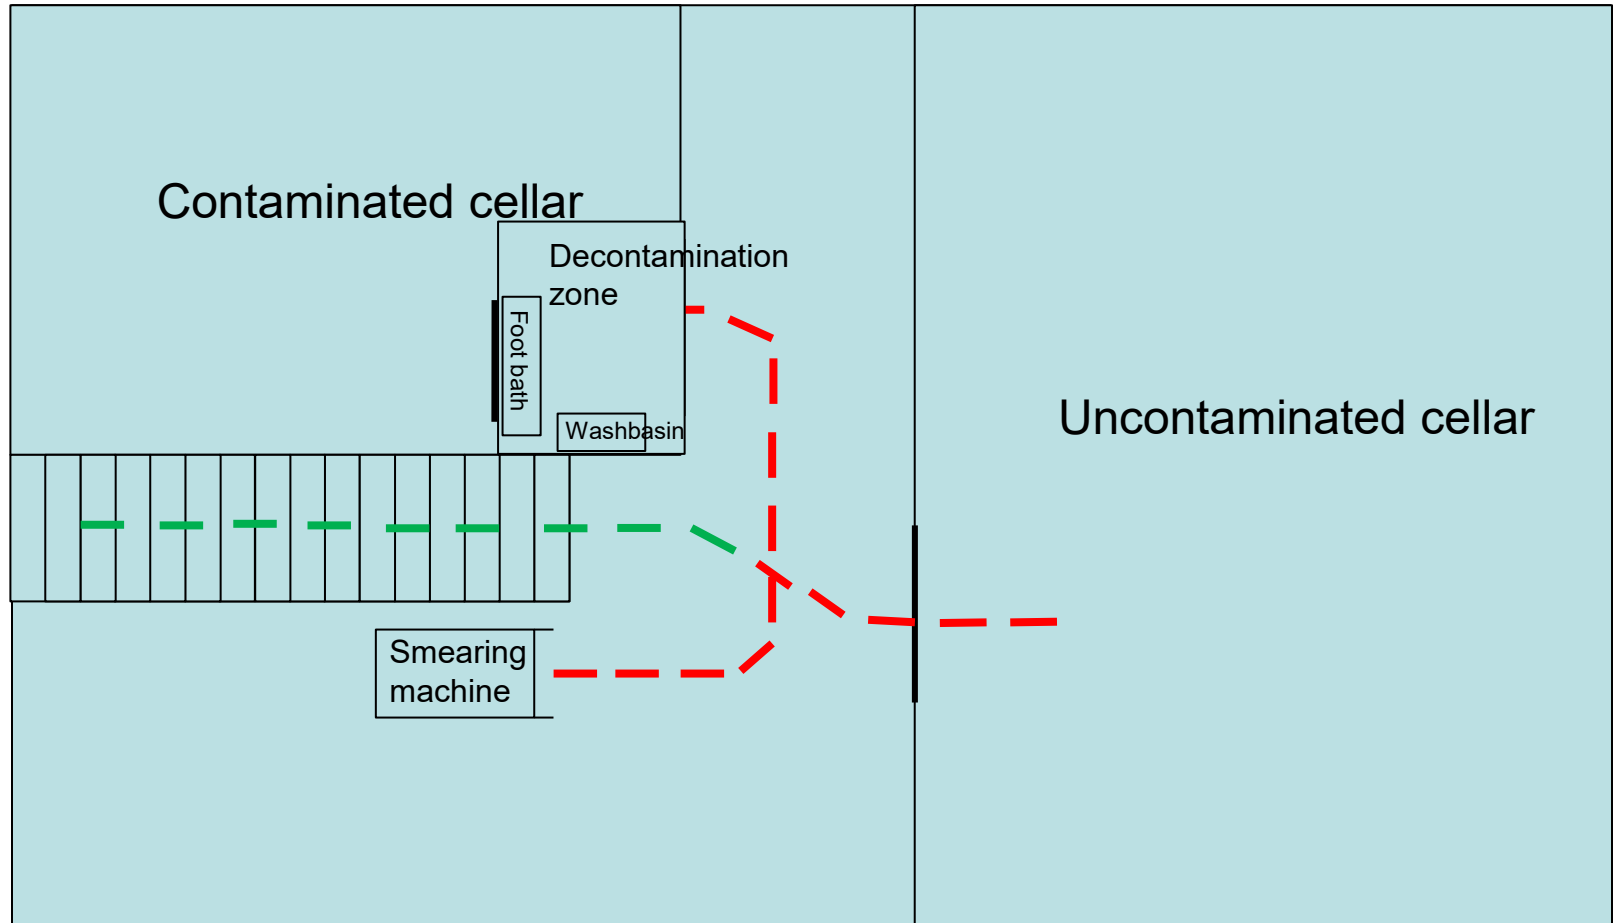 Contaminated cellar
Decontamination
zone
Foot bath
Washbasin
Uncontaminated cellar
Smearing
machine